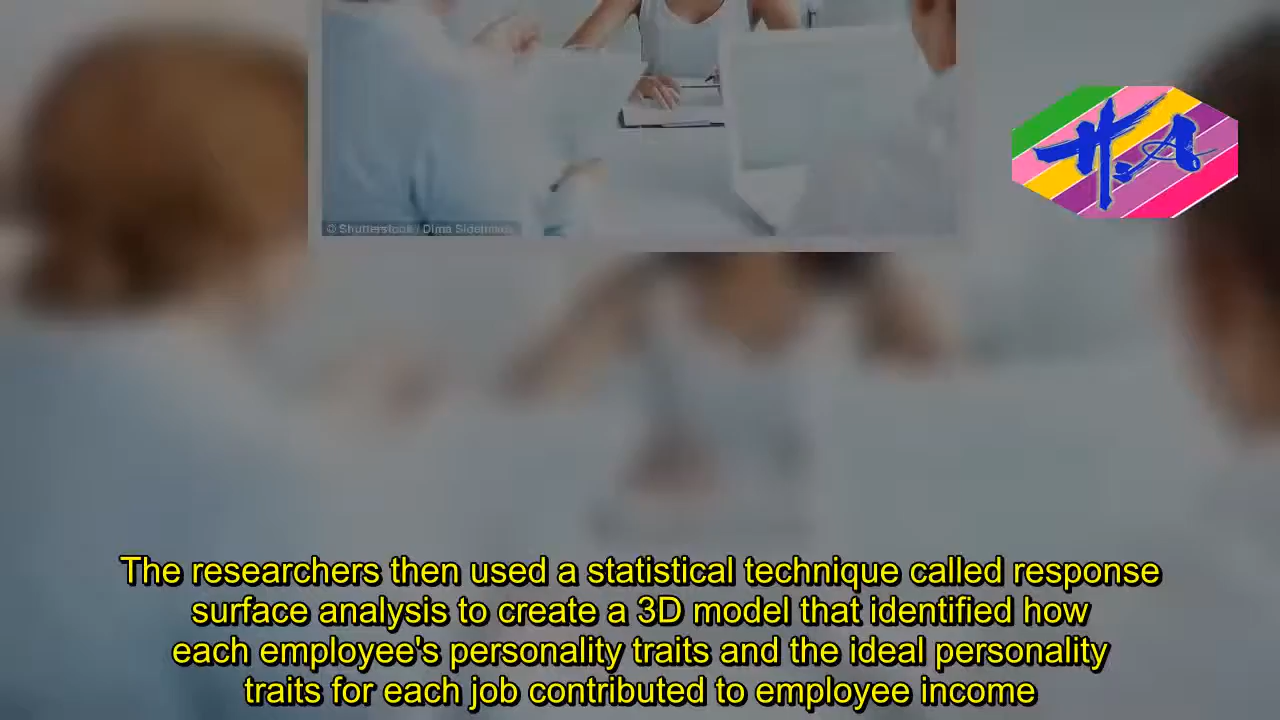 © Shutterstock / Dima Sidelnikov
H.A
The researchers then used a statistical technique called response
surface analysis to create a 3D model that identified how
each employee's personality traits and the ideal personality
traits for each job contributed to employee income